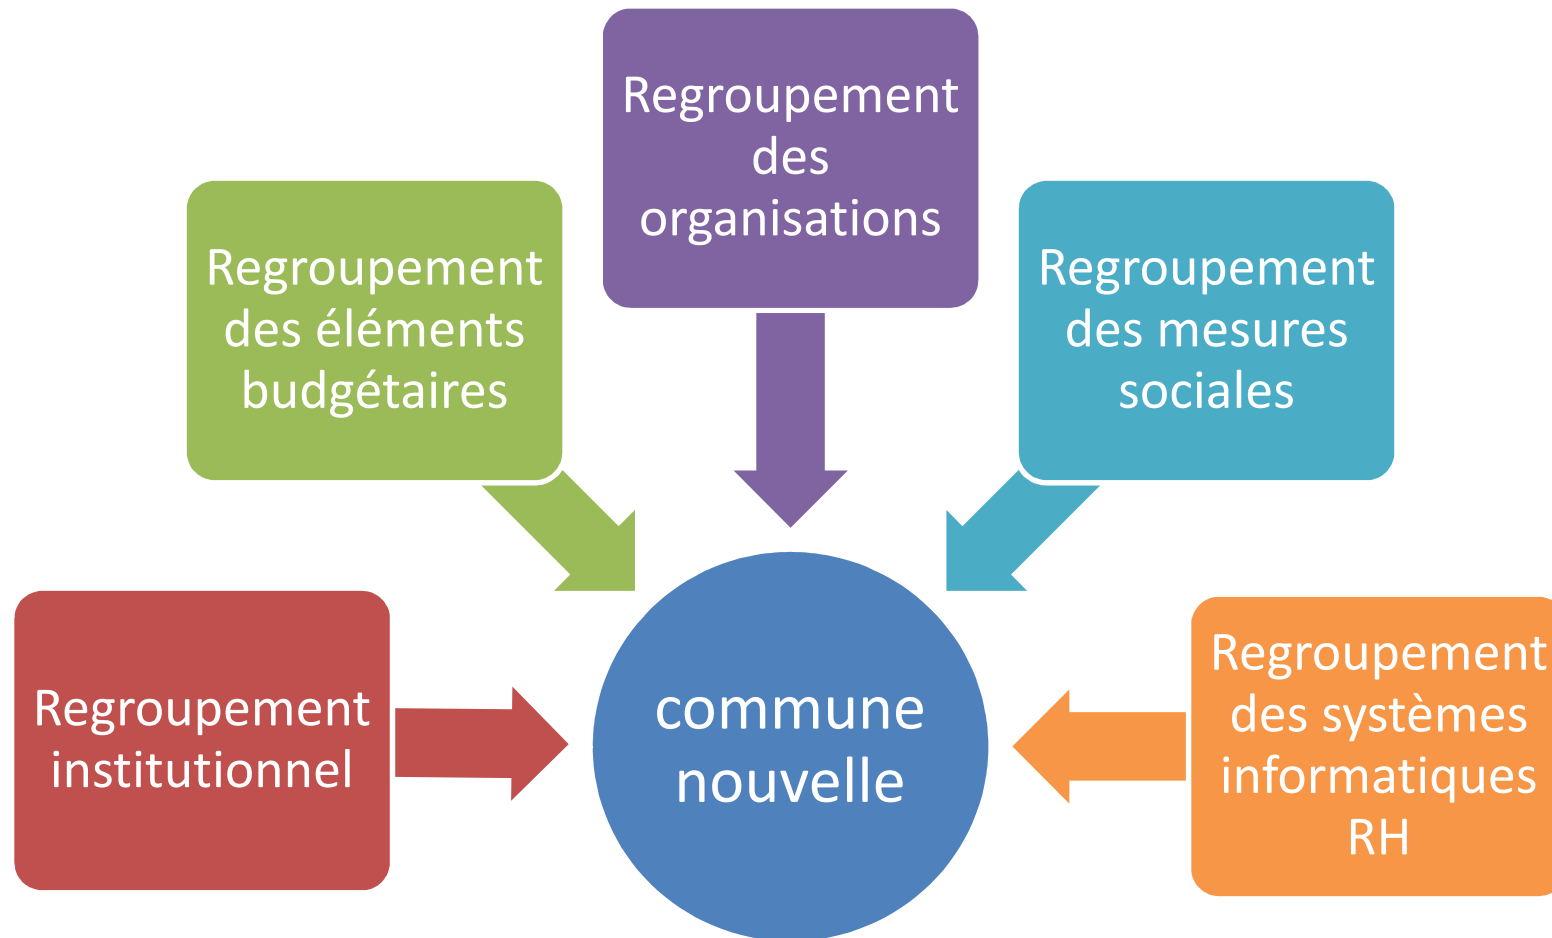 Regroupement
des
organisations
Regroupement
des éléments
budgétaires
Regroupement
des mesures
sociales
Regroupement
institutionnel
commune
nouvelle
Regroupement
des systèmes
informatiques
RH